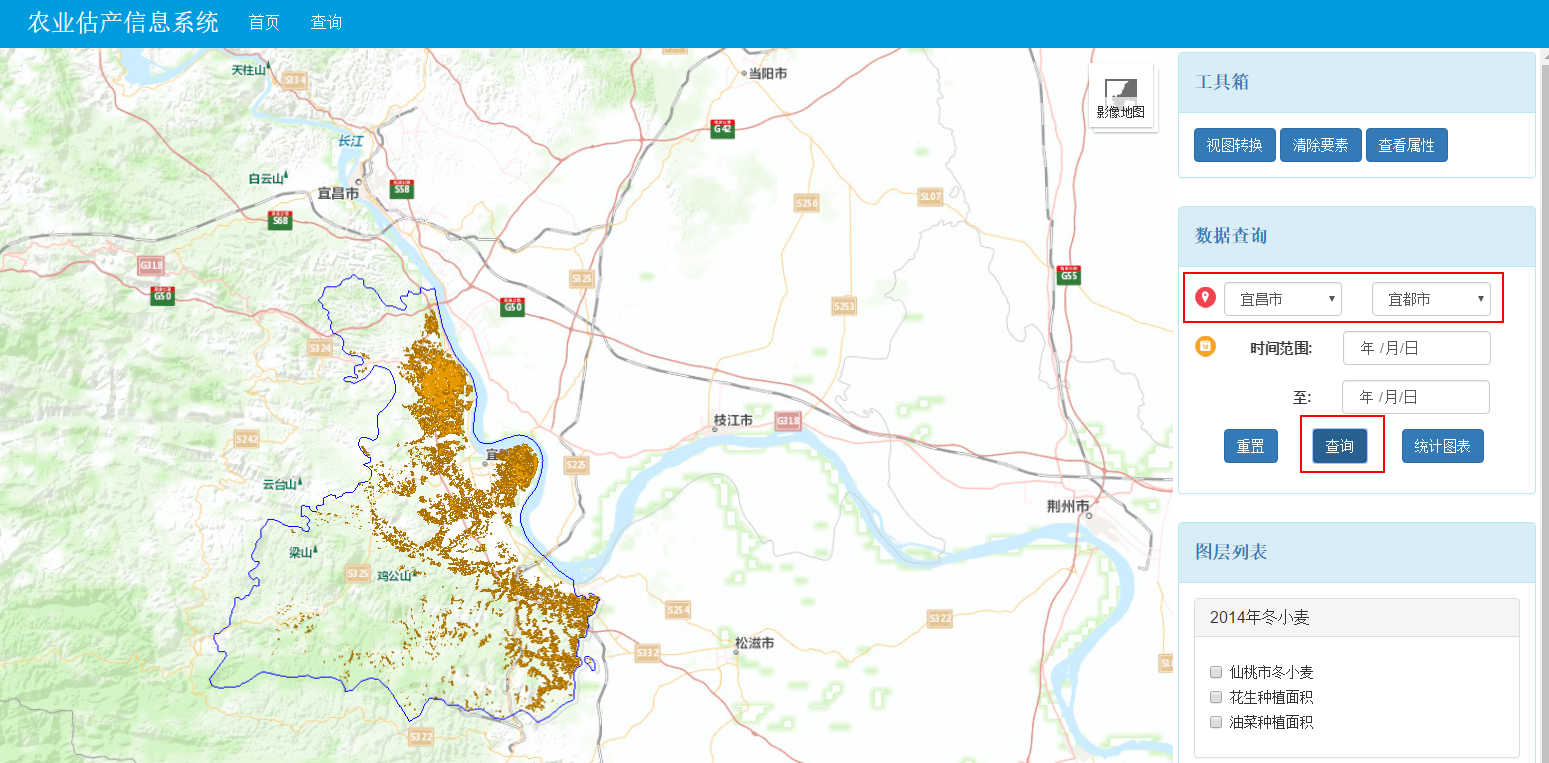 农业估产信息系统 首页 查询
天柱山
S334
当阳市
影像地图
长江
G42
白云山
宜昌市
S58
S256
SL07
S68
G318
G50
S325
G55
G50
S253
S324
枝江市
G318
S242
宜
S225
云台山
荆州市
梁山
S325
鸡公山
S254
S322
松滋市
S332
S322
工具箱
视图转换 清除要素 查看属性
数据查询
宜昌市 宜都市
时间范围: 年 /月/日
至: 年 /月/日
重置 查询 统计图表
图层列表
2014年冬小麦
仙桃市冬小麦
花生种植面积
油菜种植面积